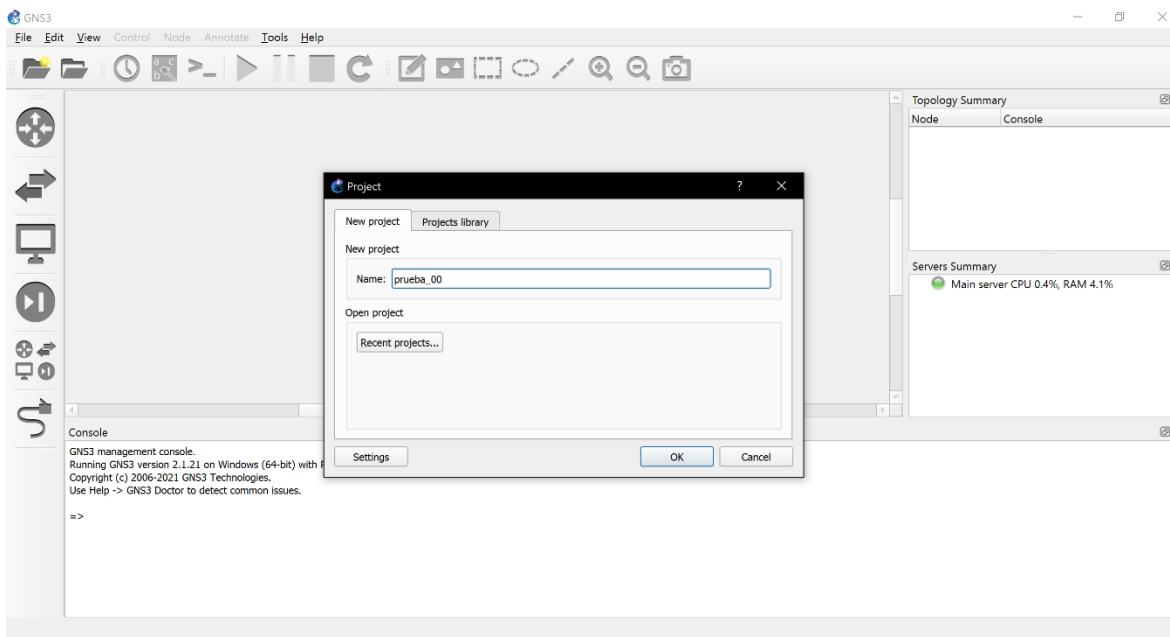 GNS3
File Edit View Control Node Annotate Tools Help
Topology Summary
Node Console
Project
New project Projects library
New project
Name: prueba_00
Open project
Recent projects...
Settings OK Cancel
Servers Summary
Main server CPU 0.4%, RAM 4.1%
Console
GNS3 management console.
Running GNS3 version 2.1.21 on Windows (64-bit) with
Copyright (c) 2006-2021 GNS3 Technologies.
Use Help -> GNS3 Doctor to detect common issues.
=>